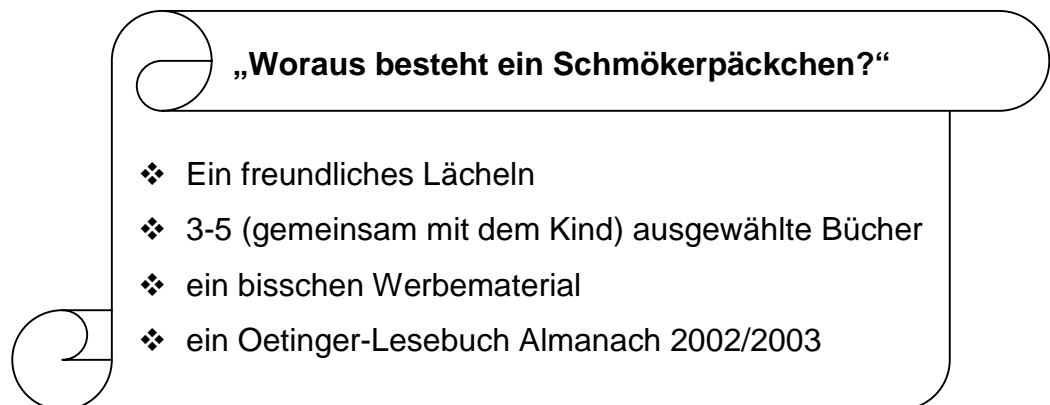 „Woraus besteht ein Schmökerpäckchen?“
❖ Ein freundliches Lächeln
❖ 3-5 (gemeinsam mit dem Kind) ausgewählte Bücher
❖ ein bisschen Werbematerial
❖ ein Oetinger-Lesebuch Almanach 2002/2003